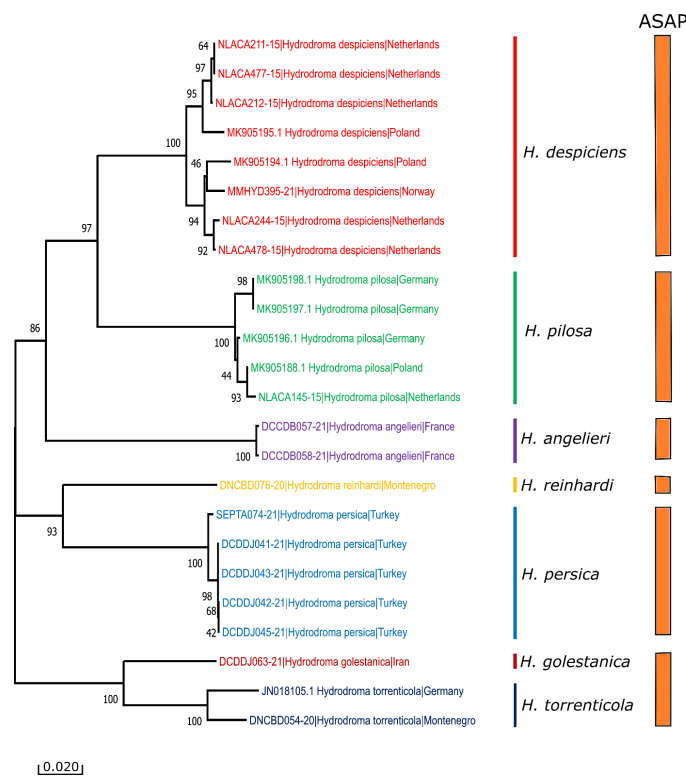 ASAP
64
NLACA211-15|Hydrodroma despiciens|Netherlands
97
NLACA477-15|Hydrodroma despiciens|Netherlands
95
NLACA212-15|Hydrodroma despiciens|Netherlands
MK905195.1 Hydrodroma despiciens|Poland
100
H. despiciens
46
MK905194.1 Hydrodroma despiciens|Poland
MMHYD395-21|Hydrodroma despiciens|Norway
94
NLACA244-15|Hydrodroma despiciens|Netherlands
92
NLACA478-15|Hydrodroma despiciens|Netherlands
97
98
MK905198.1 Hydrodroma pilosa|Germany
MK905197.1 Hydrodroma pilosa|Germany
86
H. pilosa
100
MK905196.1 Hydrodroma pilosa|Germany
44
MK905188.1 Hydrodroma pilosa|Poland
93
NLACA145-15|Hydrodroma pilosa|Netherlands
DCCDB057-21|Hydrodroma angelieri|France
H. angelieri
100
DCCDB058-21|Hydrodroma angelieri|France
DNCBD076-20|Hydrodroma reinhardi|Montenegro
H. reinhardi
93
SEPTA074-21|Hydrodroma persica|Turkey
DCDDJ041-21|Hydrodroma persica|Turkey
100
DCDDJ043-21|Hydrodroma persica|Turkey
H. persica
98
68
DCDDJ042-21|Hydrodroma persica|Turkey
42
DCDDJ045-21|Hydrodroma persica|Turkey
DCDDJ063-21|Hydrodroma golestanica|Iran
H. golestanica
100
JN018105.1 Hydrodroma torrenticola|Germany
H. torrenticola
100
DNCBD054-20|Hydrodroma torrenticola|Montenegro
0.020